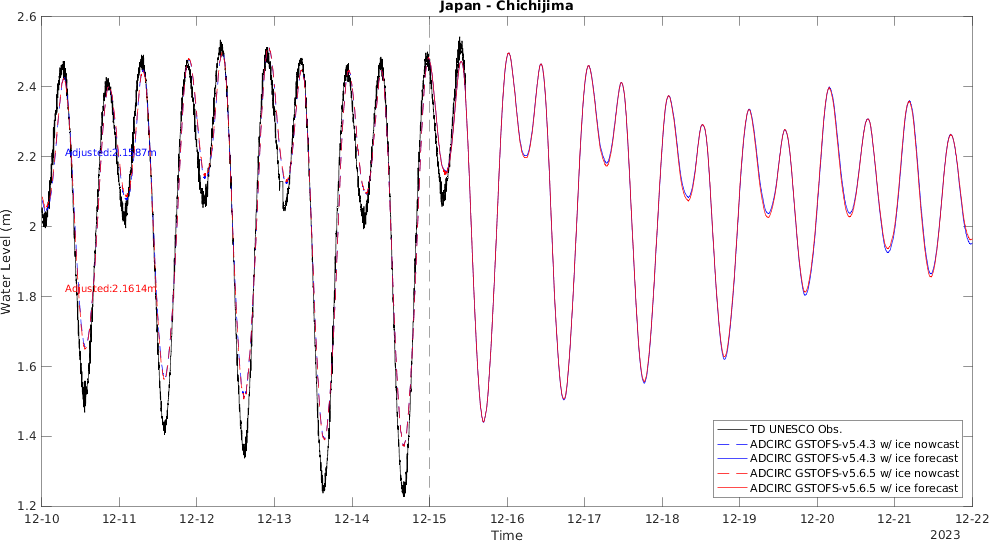 Japan - Chichijima
2.6
2.4
2.2
2
1.8
1.6
1.4
1.2
Water Level (m)
Adjusted:2.1587m
Adjusted:2.1614m
TD UNESCO Obs.
ADCIRC GSTOFS-v5.4.3 w/ ice nowcast
ADCIRC GSTOFS-v5.4.3 w/ ice forecast
ADCIRC GSTOFS-v5.6.5 w/ ice nowcast
ADCIRC GSTOFS-v5.6.5 w/ ice forecast
12-10 12-11 12-12 12-13 12-14 12-15 12-16 12-17 12-18 12-19 12-20 12-21 12-22
Time
2023